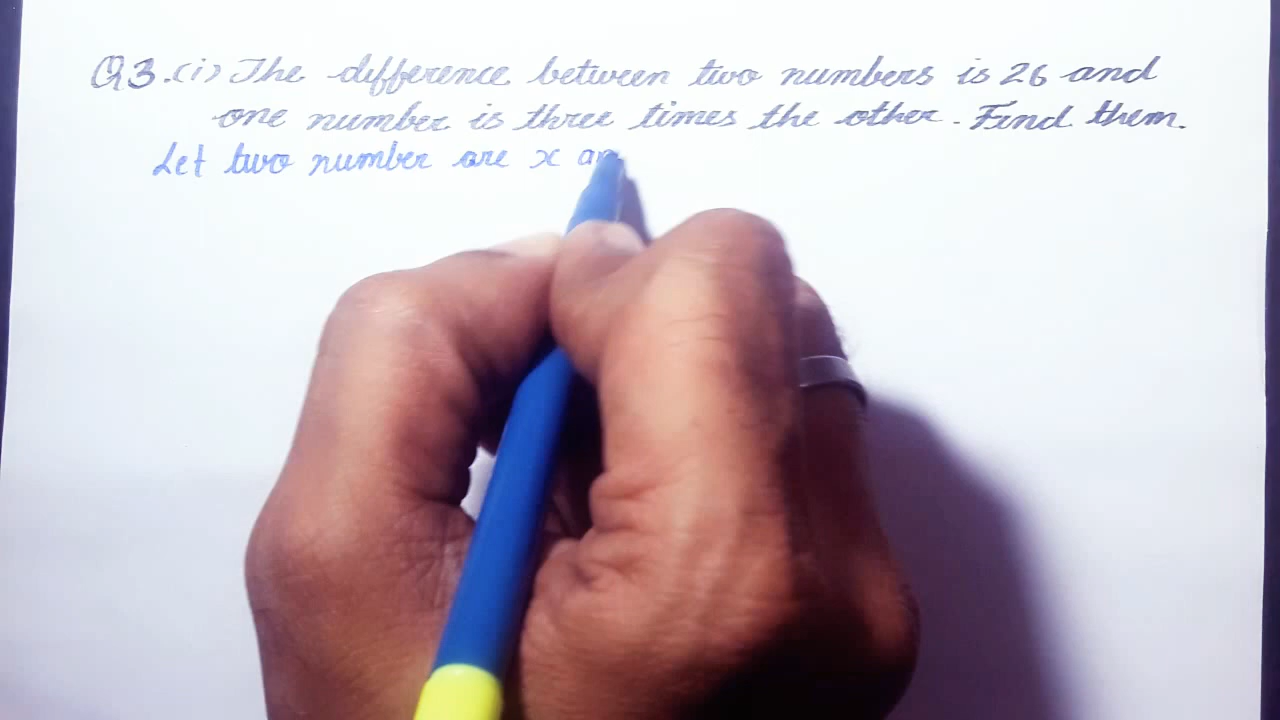 Q3.(i) The difference between two numbers is 26 and
one number is three times the other. Find them.
Let two number are x an